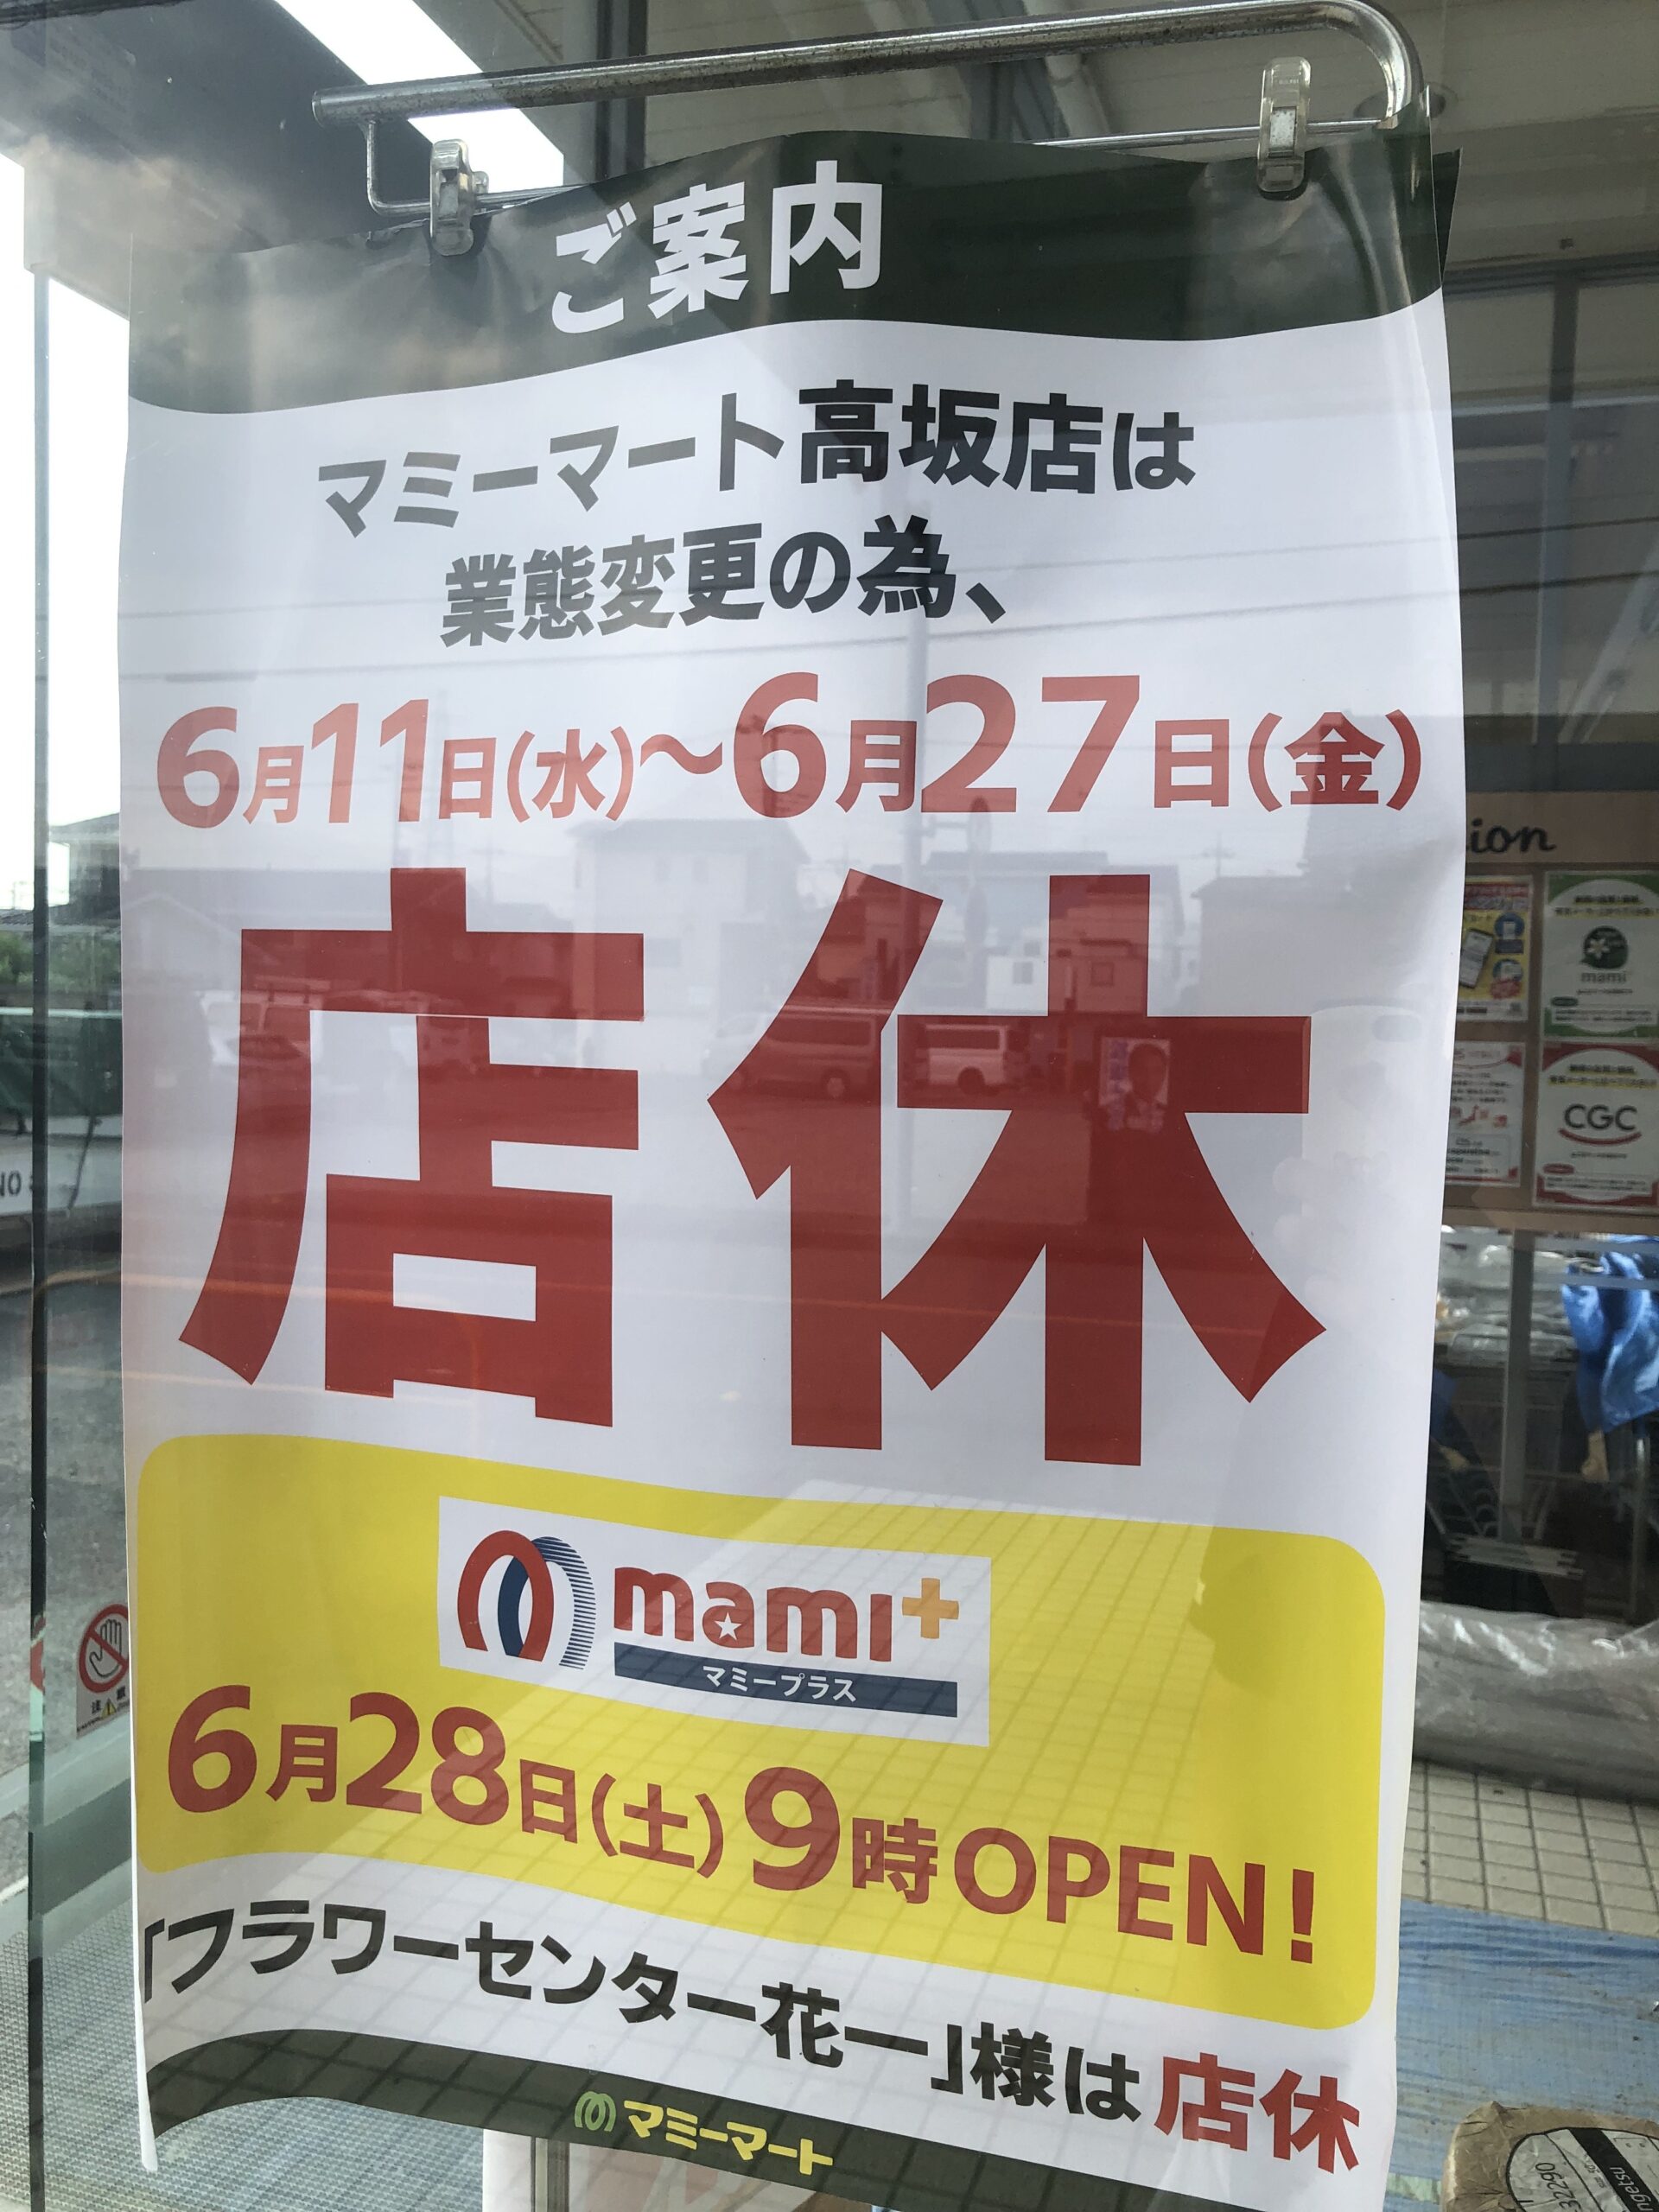 ご案内
マミーマート高坂店は
業態変更の為、
6月11日(水)~6月27日(金)
店休
mami+
マミープラス
6月28日(土)9時OPEN!
「フラワーセンター花一」様は店休
マミーマート
ion
mami
CGC
注意